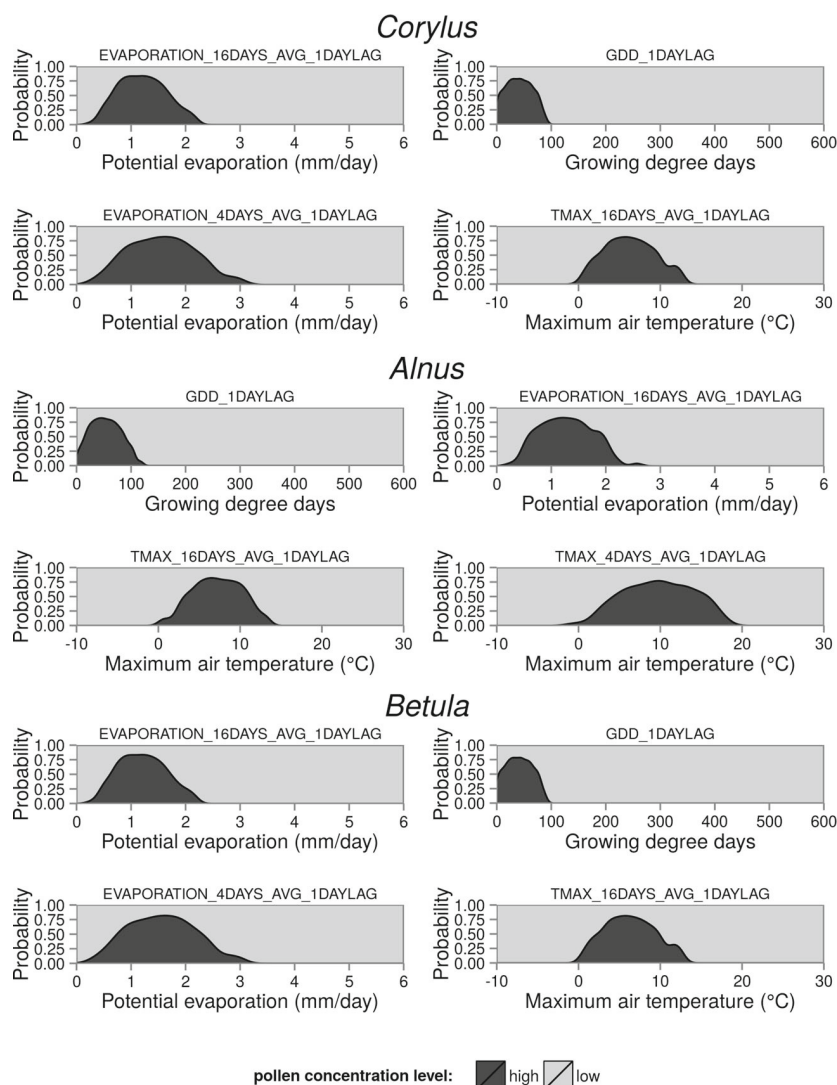 Corylus
EVAPORATION_16DAYS_AVG_1DAYLAG
Probability
1.00
0.75
0.50
0.25
0.00
0 1 2 3 4 5 6
Potential evaporation (mm/day)
GDD_1DAYLAG
Probability
1.00
0.75
0.50
0.25
0.00
0 100 200 300 400 500 600
Growing degree days
EVAPORATION_4DAYS_AVG_1DAYLAG
Probability
1.00
0.75
0.50
0.25
0.00
0 1 2 3 4 5 6
Potential evaporation (mm/day)
TMAX_16DAYS_AVG_1DAYLAG
Probability
1.00
0.75
0.50
0.25
0.00
-10 0 10 20 30
Maximum air temperature (°C)
Alnus
GDD_1DAYLAG
Probability
1.00
0.75
0.50
0.25
0.00
0 100 200 300 400 500 600
Growing degree days
EVAPORATION_16DAYS_AVG_1DAYLAG
Probability
1.00
0.75
0.50
0.25
0.00
0 1 2 3 4 5 6
Potential evaporation (mm/day)
TMAX_16DAYS_AVG_1DAYLAG
Probability
1.00
0.75
0.50
0.25
0.00
-10 0 10 20 30
Maximum air temperature (°C)
TMAX_4DAYS_AVG_1DAYLAG
Probability
1.00
0.75
0.50
0.25
0.00
-10 0 10 20 30
Maximum air temperature (°C)
Betula
EVAPORATION_16DAYS_AVG_1DAYLAG
Probability
1.00
0.75
0.50
0.25
0.00
0 1 2 3 4 5 6
Potential evaporation (mm/day)
GDD_1DAYLAG
Probability
1.00
0.75
0.50
0.25
0.00
0 100 200 300 400 500 600
Growing degree days
EVAPORATION_4DAYS_AVG_1DAYLAG
Probability
1.00
0.75
0.50
0.25
0.00
0 1 2 3 4 5 6
Potential evaporation (mm/day)
TMAX_16DAYS_AVG_1DAYLAG
Probability
1.00
0.75
0.50
0.25
0.00
-10 0 10 20 30
Maximum air temperature (°C)
pollen concentration level: high low